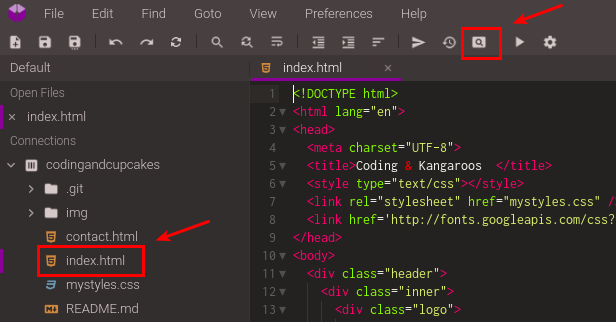 File Edit Find Goto View Preferences Help
Default
index.html
Open Files
index.html
Connections
codingandcupcakes
.git
img
contact.html
index.html
mystyles.css
README.md
1 <!DOCTYPE html>
2 <html lang="en">
3 <head>
4 <meta charset="UTF-8">
5 <title>Coding & Kangaroos </title>
6 <style type="text/css"></style>
7 <link rel="stylesheet" href="mystyles.css" /
8 <link href='http://fonts.googleapis.com/css?
9 </head>
10 <body>
11 <div class="header">
12 <div class="inner">
13 <div class="logo">